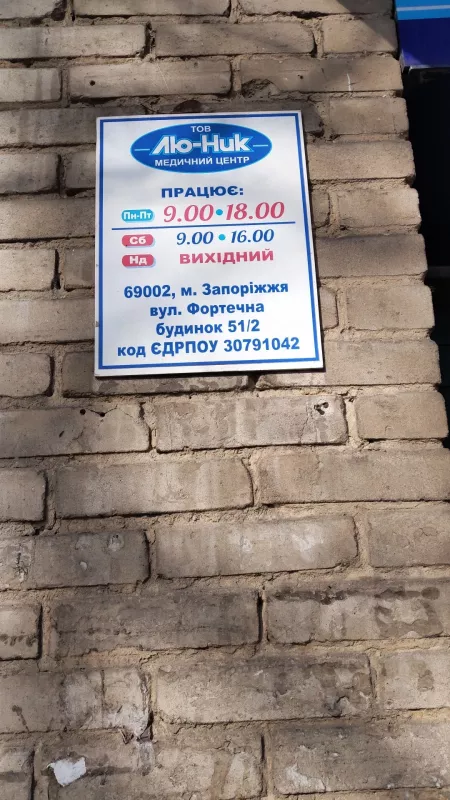 ТОВ
Лю-Ник
МЕДИЧНИЙ ЦЕНТР
ПРАЦЮЄ:
Пн-Пт 9.00•18.00
Сб 9.00•16.00
Нд ВИХІДНИЙ
69002, м. Запоріжжя
вул. Фортечна
будинок 51/2
код ЄДРПОУ 30791042